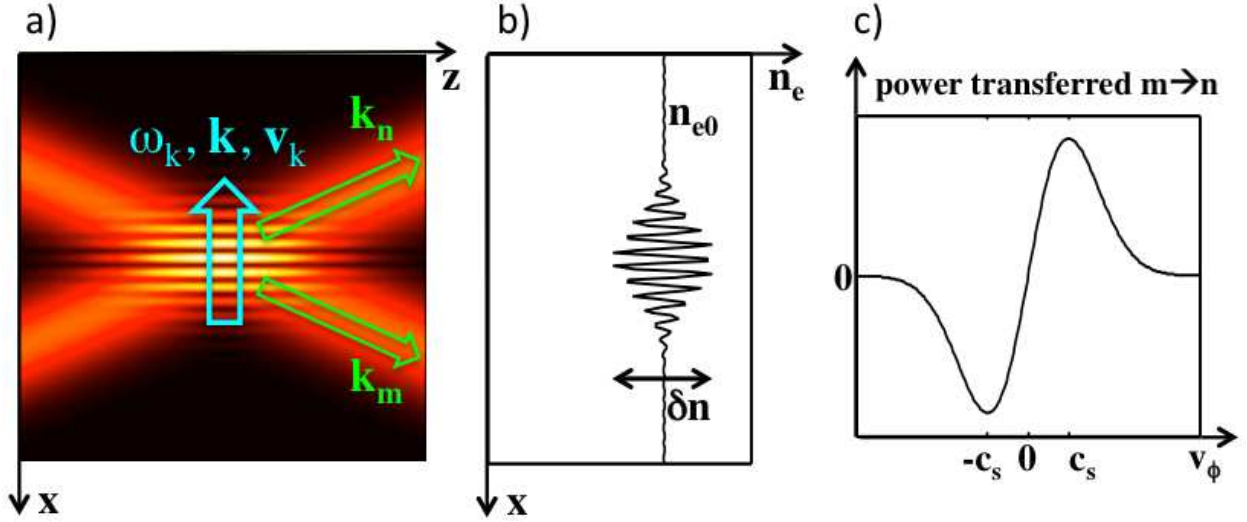 a)
z
kₙ
ωₖ, k, vₖ
kₘ
x
b)
nₑ
nₑ₀
δn
x
c)
power transferred m→n
0
-cₛ 0 cₛ vᵩ